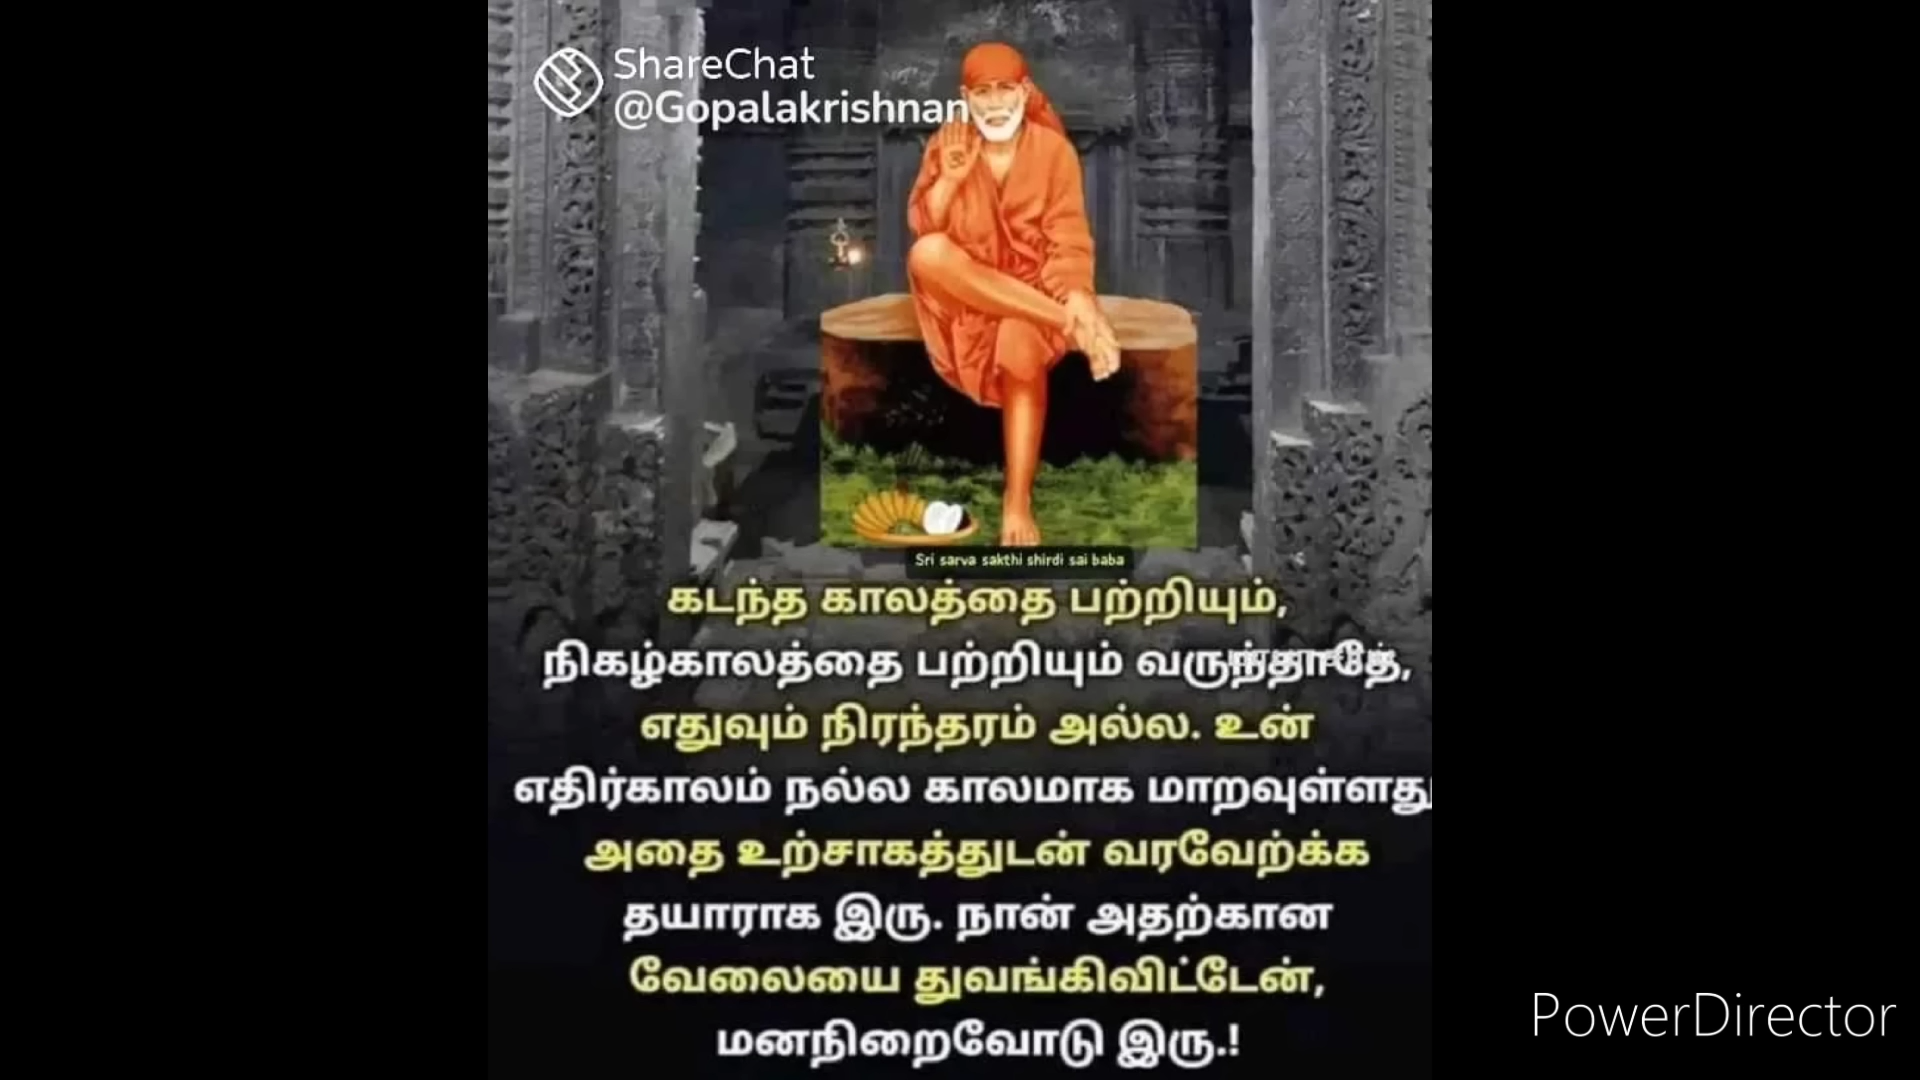 ShareChat
@Gopalakrishnan
Sri sarva sakthi shirdi sai baba
கடந்த காலத்தை பற்றியும்,
நிகழ்காலத்தை பற்றியும் வருந்தாதே,
எதுவும் நிரந்தரம் அல்ல. உன்
எதிர்காலம் நல்ல காலமாக மாறவுள்ளது
அதை உற்சாகத்துடன் வரவேற்க்க
தயாராக இரு. நான் அதற்கான
வேலையை துவங்கிவிட்டேன்,
மனநிறைவோடு இரு.!
PowerDirector